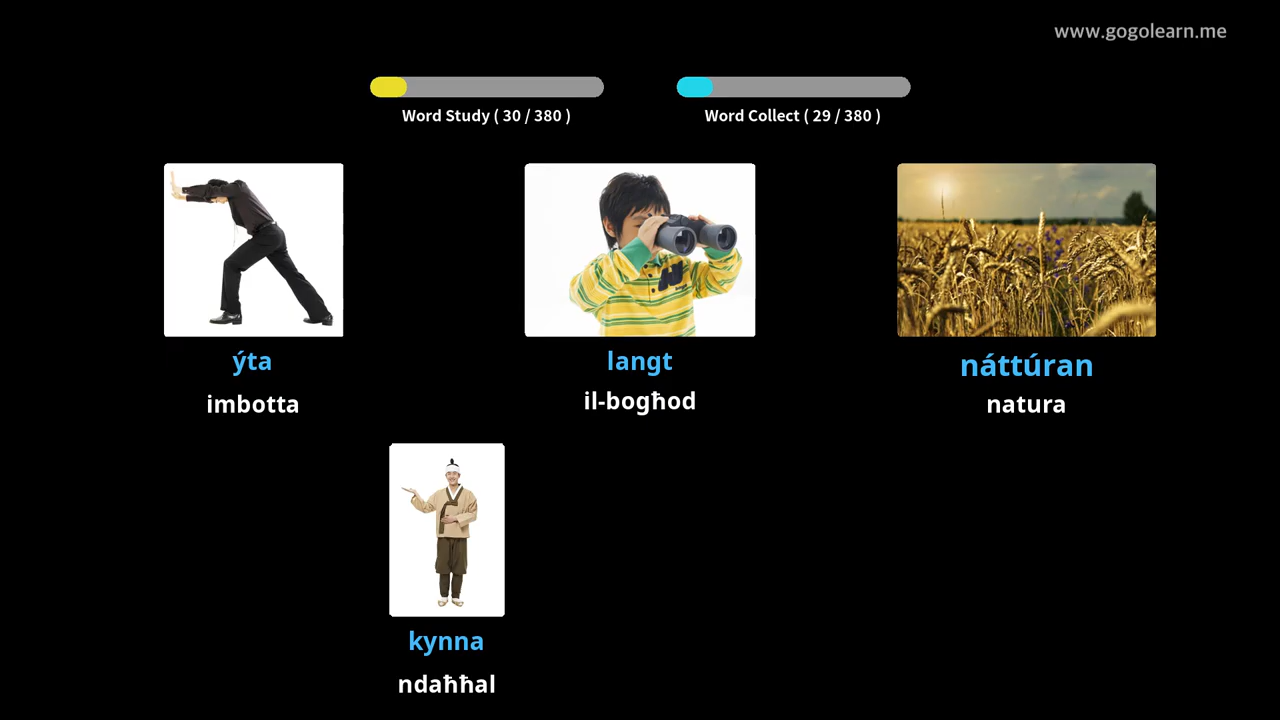 www.gogolearn.me
Word Study ( 30 / 380 )
Word Collect ( 29 / 380 )
ýta
imbotta
langt
il-bogħod
náttúran
natura
kynna
ndaħħal